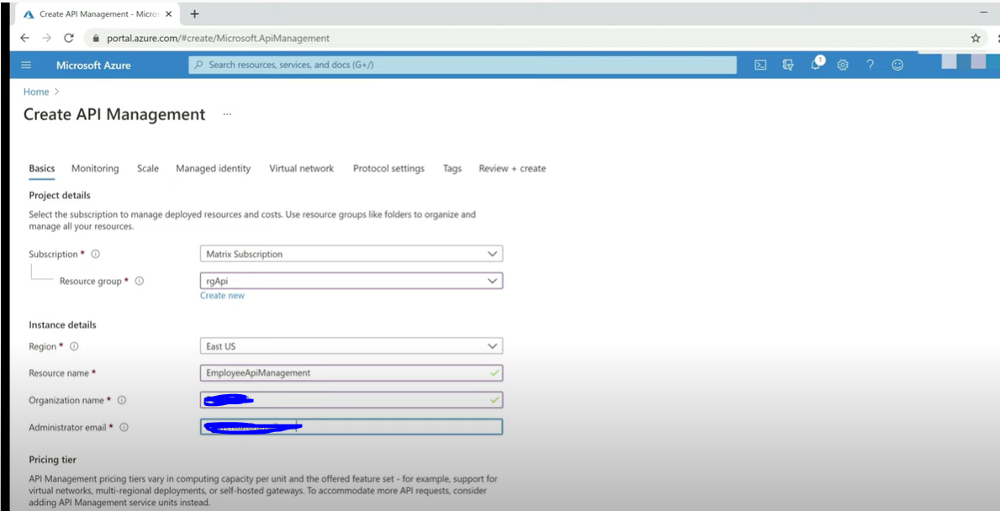 Create API Management - Micros
portal.azure.com/#create/Microsoft.ApiManagement
Microsoft Azure
Search resources, services, and docs (G+/)
1
Home >
Create API Management ...
Basics Monitoring Scale Managed identity Virtual network Protocol settings Tags Review + create
Project details
Select the subscription to manage deployed resources and costs. Use resource groups like folders to organize and
manage all your resources.
Subscription * Matrix Subscription
Resource group * rgApi
Create new
Instance details
Region * East US
Resource name * EmployeeApiManagement
Organization name *
Administrator email *
Pricing tier
API Management pricing tiers vary in computing capacity per unit and the offered feature set - for example, support for
virtual networks, multi-regional deployments, or self-hosted gateways. To accommodate more API requests, consider
adding API Management service units instead.